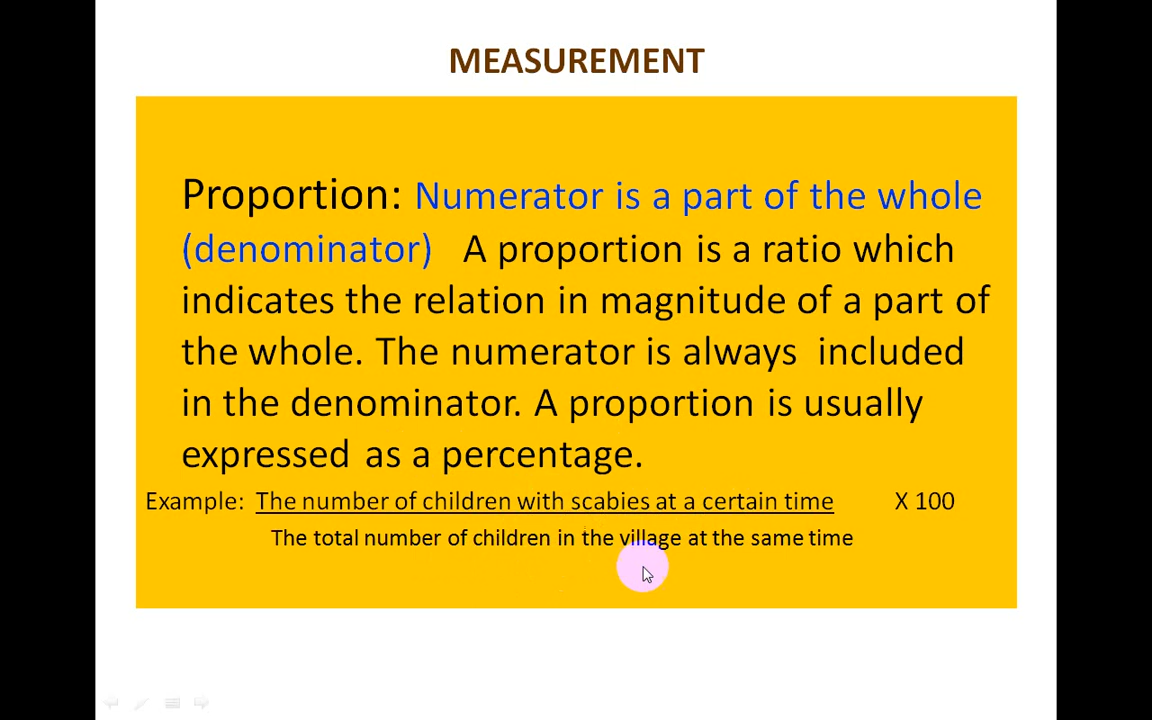 MEASUREMENT
Proportion: Numerator is a part of the whole
(denominator) A proportion is a ratio which
indicates the relation in magnitude of a part of
the whole. The numerator is always included
in the denominator. A proportion is usually
expressed as a percentage.
Example: The number of children with scabies at a certain time X 100
The total number of children in the village at the same time